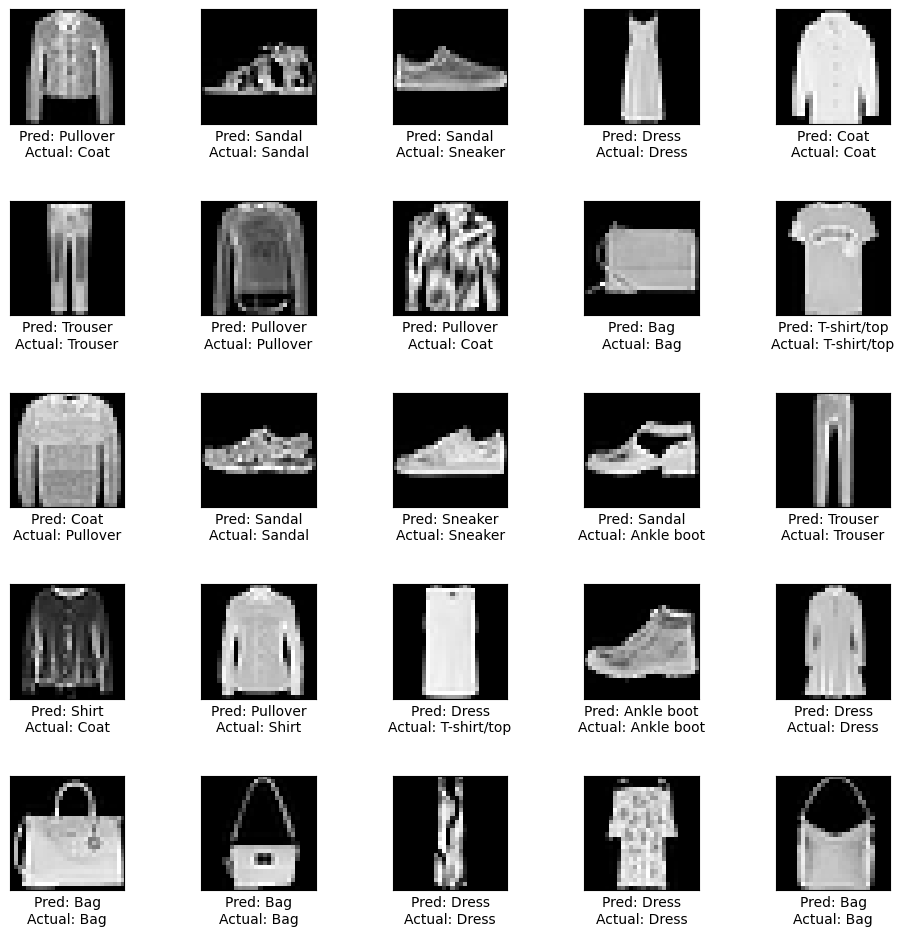 Pred: Pullover
Actual: Coat
Pred: Sandal
Actual: Sandal
Pred: Sandal
Actual: Sneaker
Pred: Dress
Actual: Dress
Pred: Coat
Actual: Coat
Pred: Trouser
Actual: Trouser
Pred: Pullover
Actual: Pullover
Pred: Pullover
Actual: Coat
Pred: Bag
Actual: Bag
Pred: T-shirt/top
Actual: T-shirt/top
Pred: Coat
Actual: Pullover
Pred: Sandal
Actual: Sandal
Pred: Sneaker
Actual: Sneaker
Pred: Sandal
Actual: Ankle boot
Pred: Trouser
Actual: Trouser
Pred: Shirt
Actual: Coat
Pred: Pullover
Actual: Shirt
Pred: Dress
Actual: T-shirt/top
Pred: Ankle boot
Actual: Ankle boot
Pred: Dress
Actual: Dress
Pred: Bag
Actual: Bag
Pred: Bag
Actual: Bag
Pred: Dress
Actual: Dress
Pred: Dress
Actual: Dress
Pred: Bag
Actual: Bag